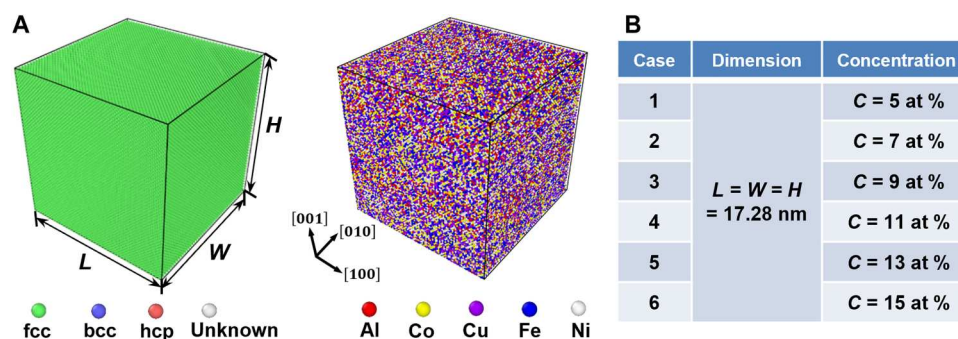 A
H
W
L
fcc bcc hcp Unknown
[001]
[010]
[100]
Al Co Cu Fe Ni
B
Case Dimension Concentration
1 C = 5 at %
2 C = 7 at %
3 C = 9 at %
L = W = H
= 17.28 nm
4 C = 11 at %
5 C = 13 at %
6 C = 15 at %